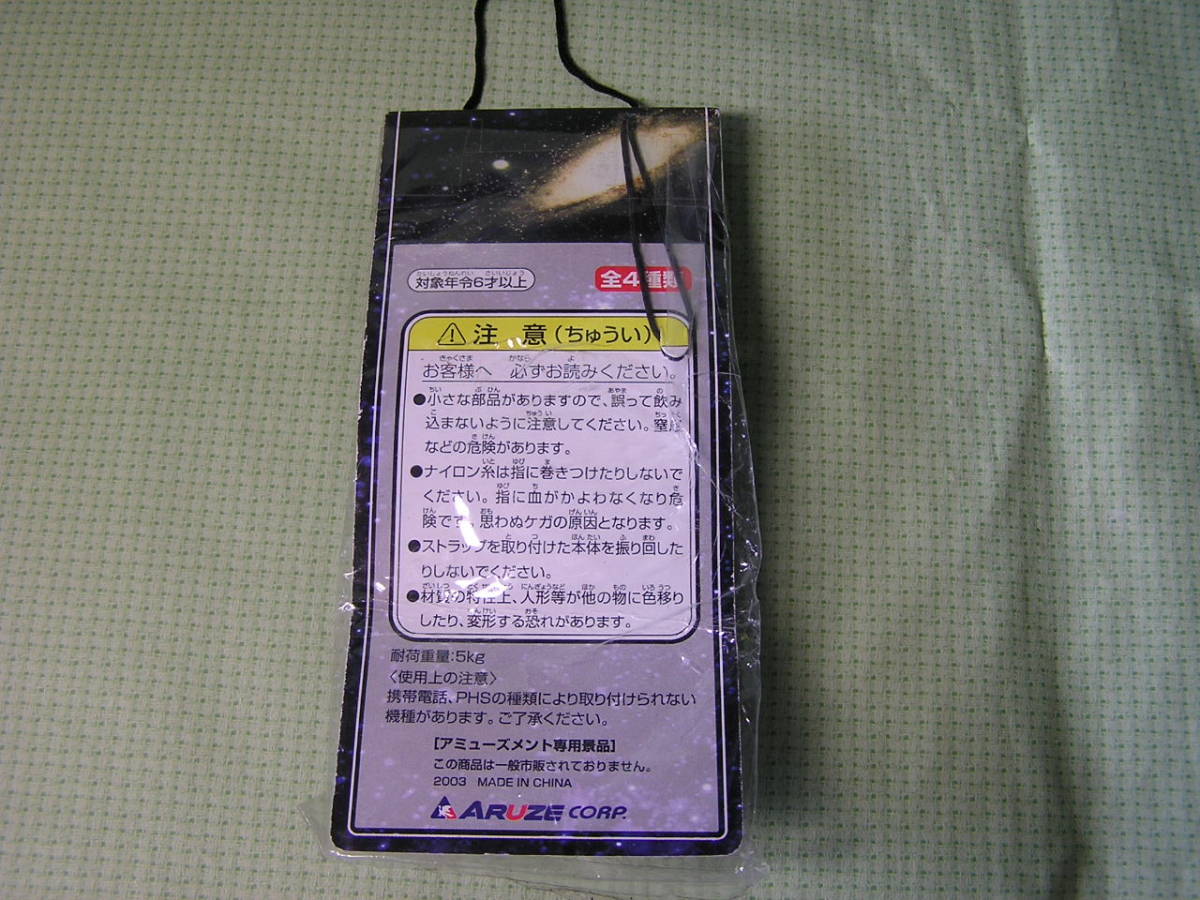 対象年令6才以上
全4種類
注 意(ちゅうい)
お客様へ 必ずお読みください。
●小さな部品がありますので、誤って飲み
込まないように注意してください。窒息
などの危険があります。
●ナイロン糸は指に巻きつけたりしないで
ください。指に血がかよわなくなり危
険です。思わぬケガの原因となります。
●ストラップを取り付けた本体を振り回した
りしないでください。
●材質の特性上、人形等が他の物に色移り
したり、変形する恐れがあります。
耐荷重量:5kg
〈使用上の注意〉
携帯電話、PHSの種類により取り付けられない
機種があります。ご了承ください。
[アミューズメント専用景品]
この商品は一般市販されておりません。
2003 MADE IN CHINA
ARUZE CORP.